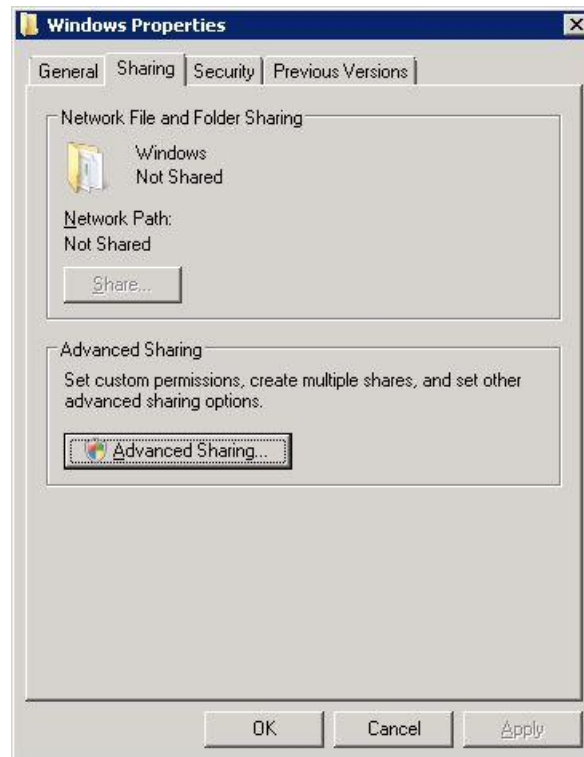 Windows Properties
General Sharing Security Previous Versions
Network File and Folder Sharing
Windows
Not Shared
Network Path:
Not Shared
Share...
Advanced Sharing
Set custom permissions, create multiple shares, and set other
advanced sharing options.
Advanced Sharing...
OK Cancel Apply